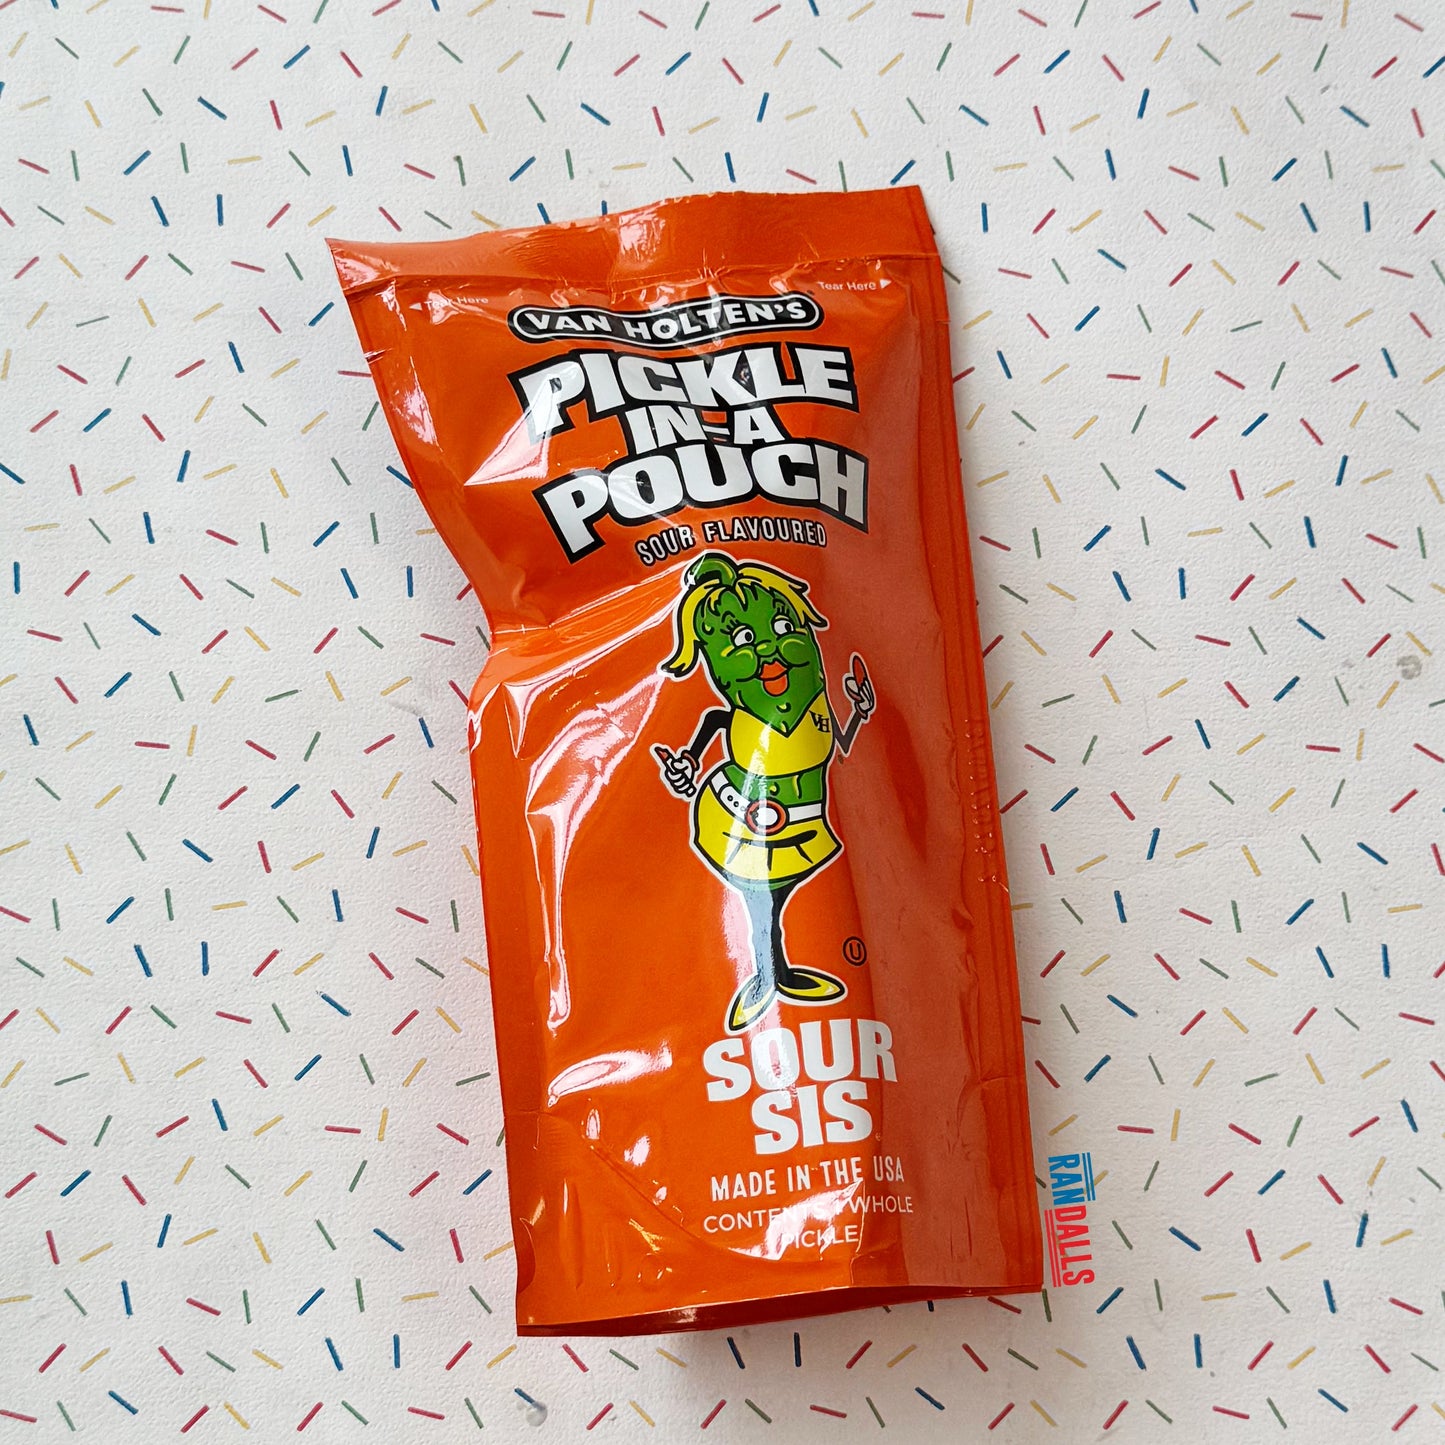 Tear Here
Tear Here
VAN HOLTEN'S
PICKLE
IN-A
POUCH
SOUR FLAVOURED
VH
U
SOUR
SIS
MADE IN THE USA
CONTENTS 1 WHOLE
PICKLE
RANDALLS